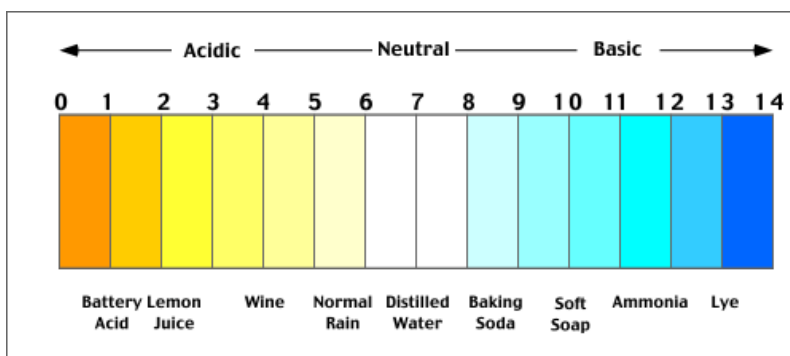 Acidic Neutral Basic
0 1 2 3 4 5 6 7 8 9 10 11 12 13 14
Battery Lemon Wine Normal Distilled Baking Soft Ammonia Lye
Acid Juice Rain Water Soda Soap